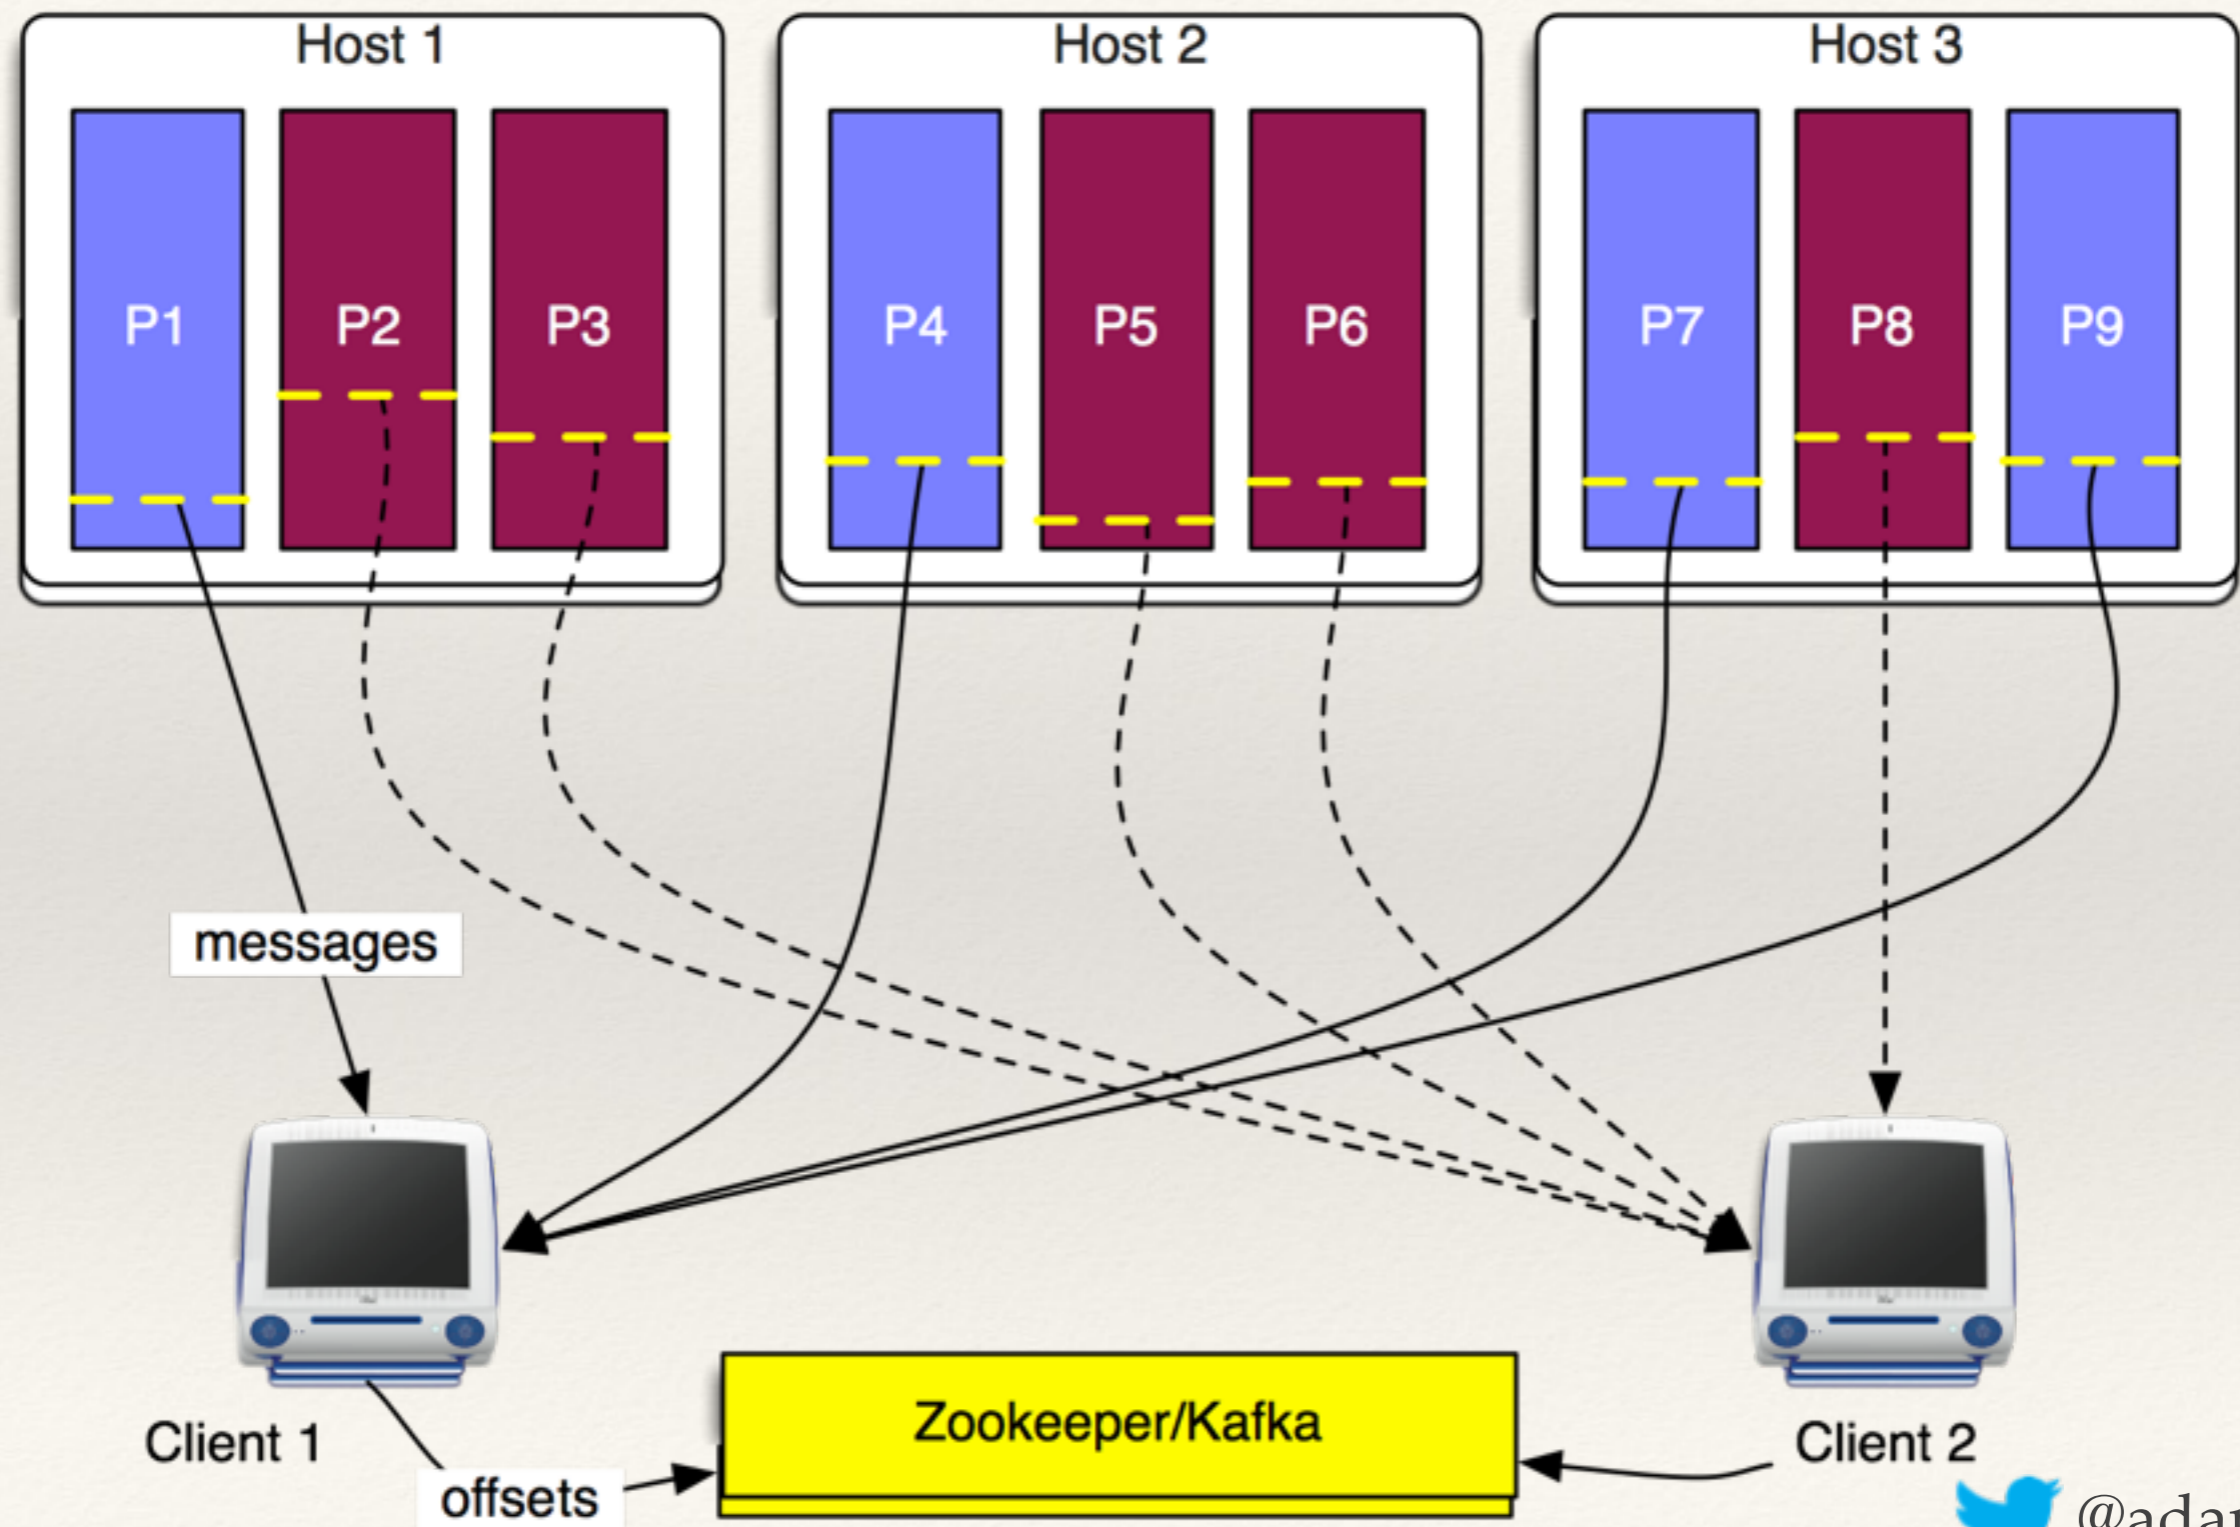 Host 1
Host 2
Host 3
P1
P2
P3
P4
P5
P6
P7
P8
P9
messages
Client 1
offsets
Zookeeper/Kafka
Client 2